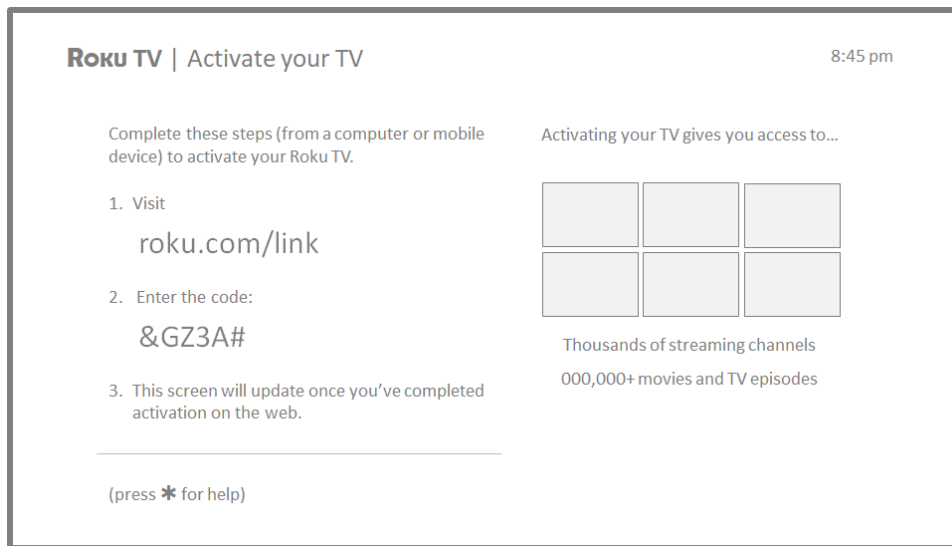 Roku TV | Activate your TV
8:45 pm
Complete these steps (from a computer or mobile
device) to activate your Roku TV.
1. Visit
roku.com/link
2. Enter the code:
&GZ3A#
3. This screen will update once you’ve completed
activation on the web.
(press ✱ for help)
Activating your TV gives you access to…
Thousands of streaming channels
000,000+ movies and TV episodes